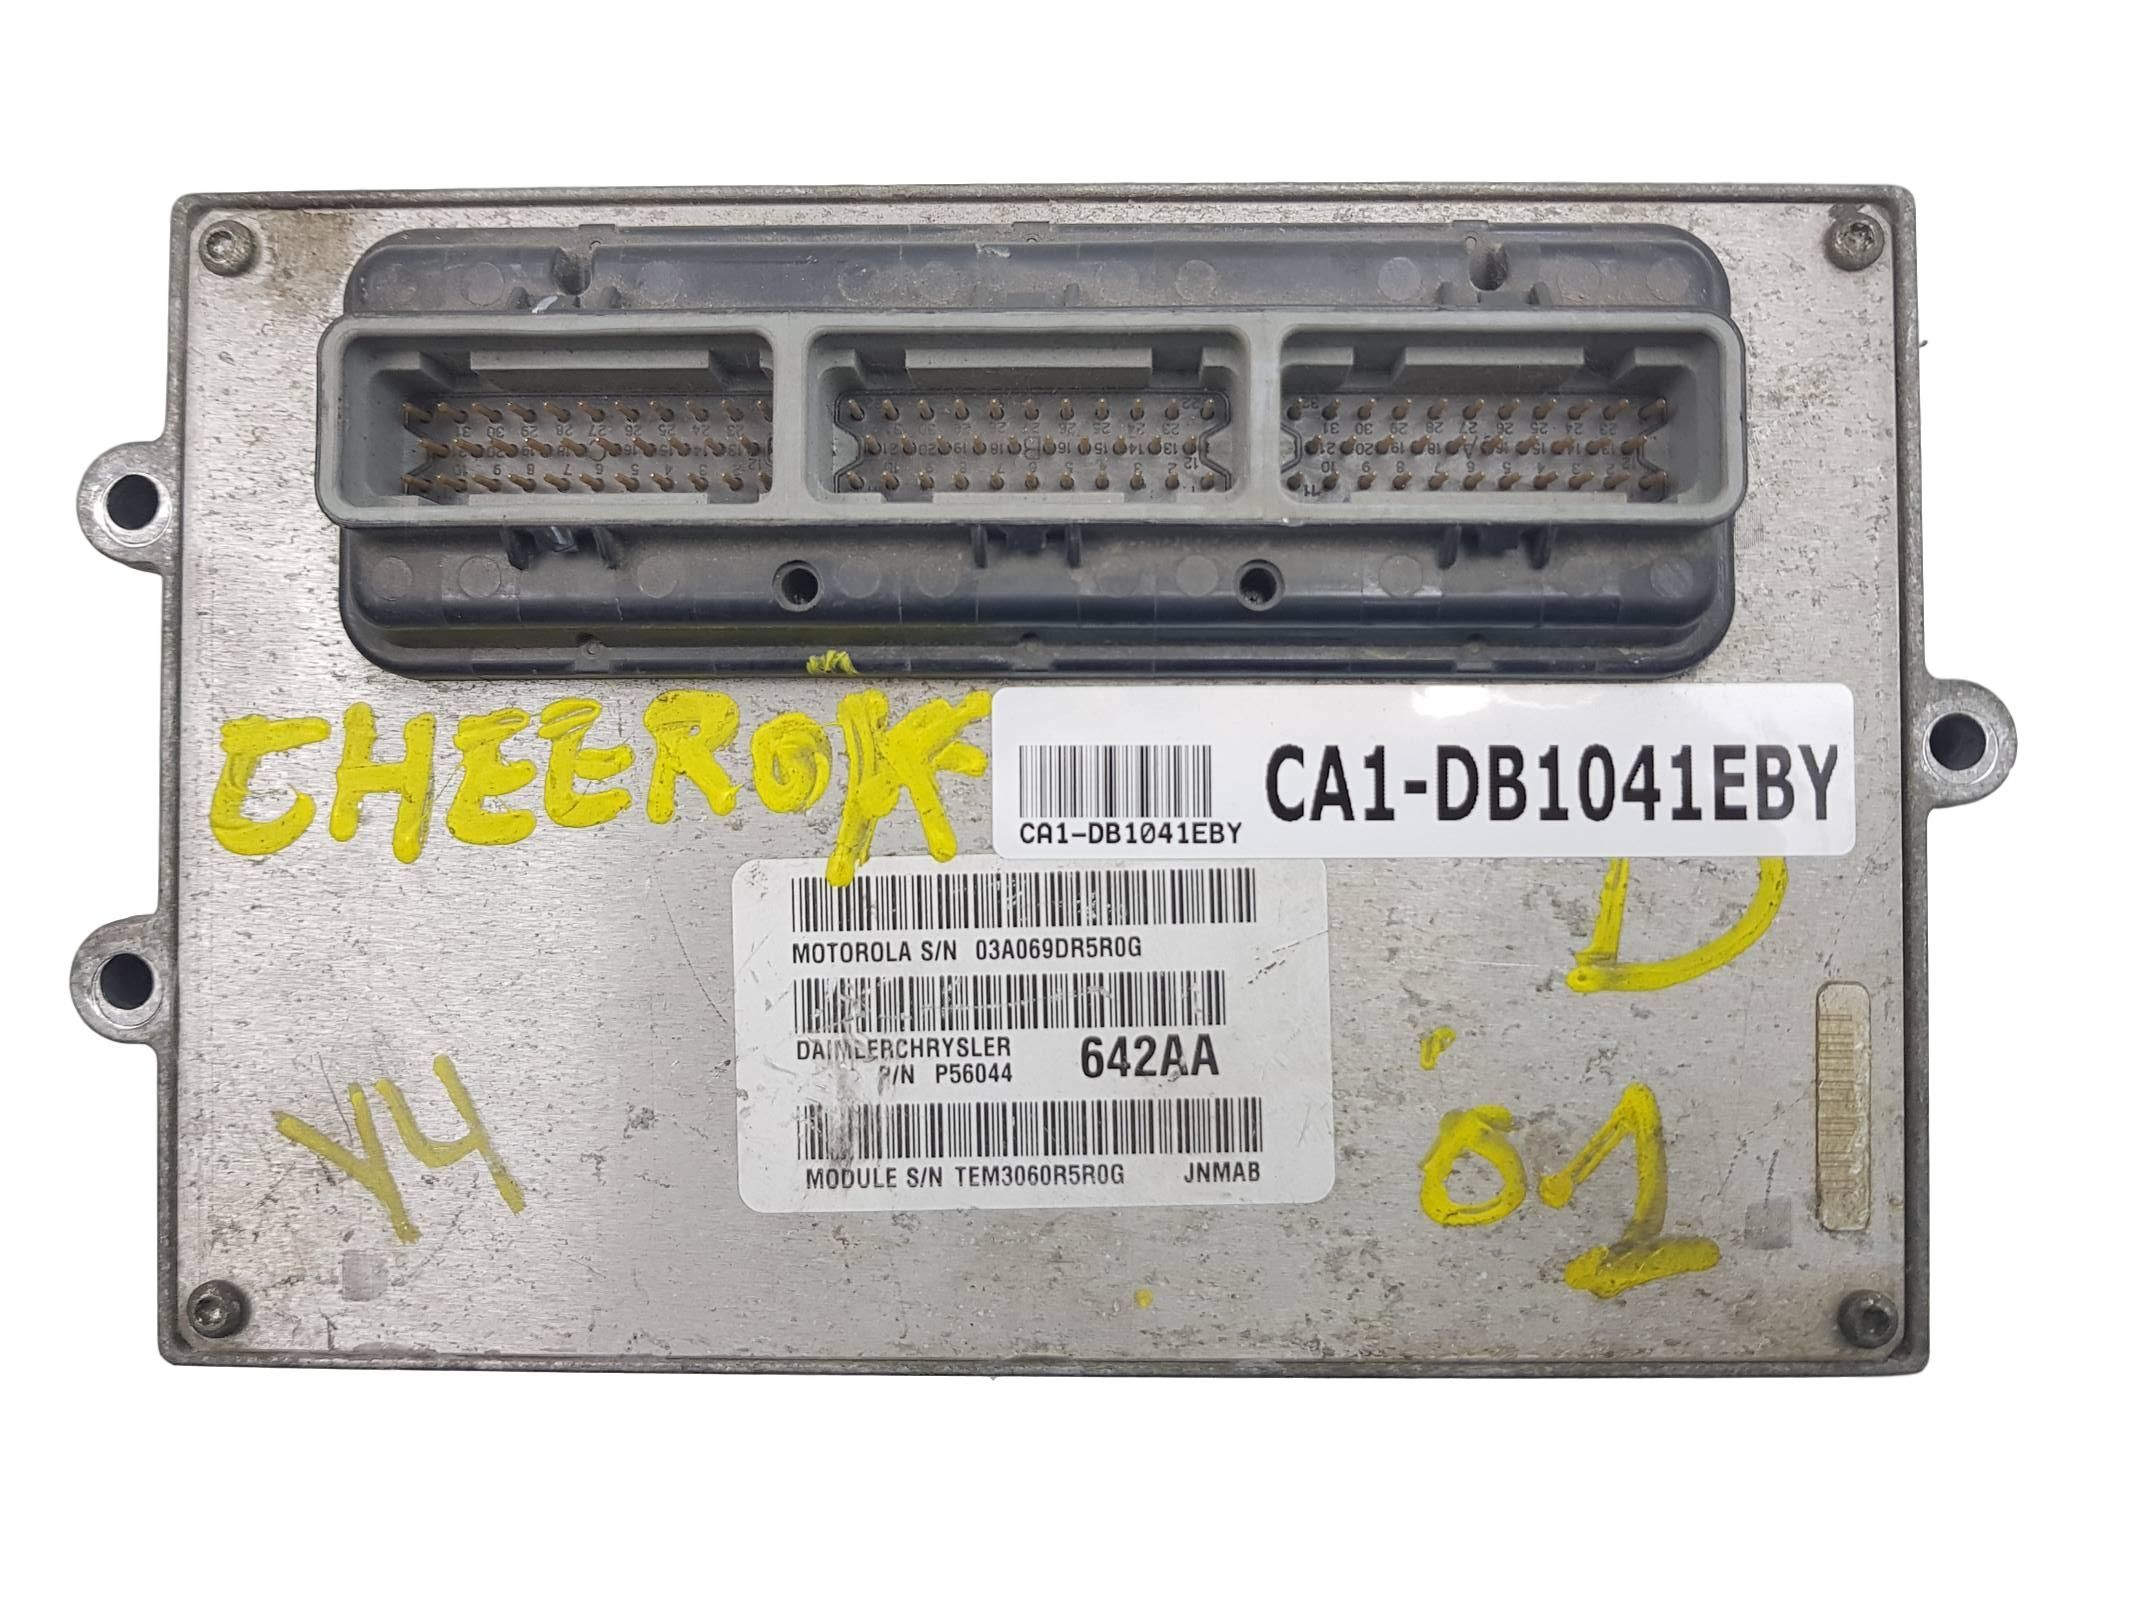 CHEEROK
CA1-DB1041EBY
CA1-DB1041EBY
D
MOTOROLA S/N 03A069DR5R0G
DAIMLERCHRYSLER
P/N P56044 642AA
MODULE S/N TEM3060R5R0G JNMAB
Y4
01